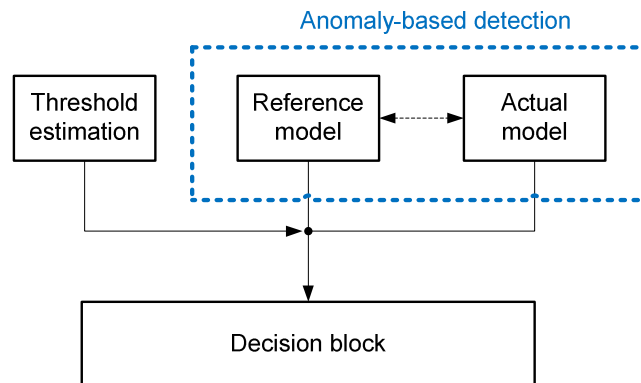 Anomaly-based detection
Threshold
estimation
Reference
model
Actual
model
Decision block